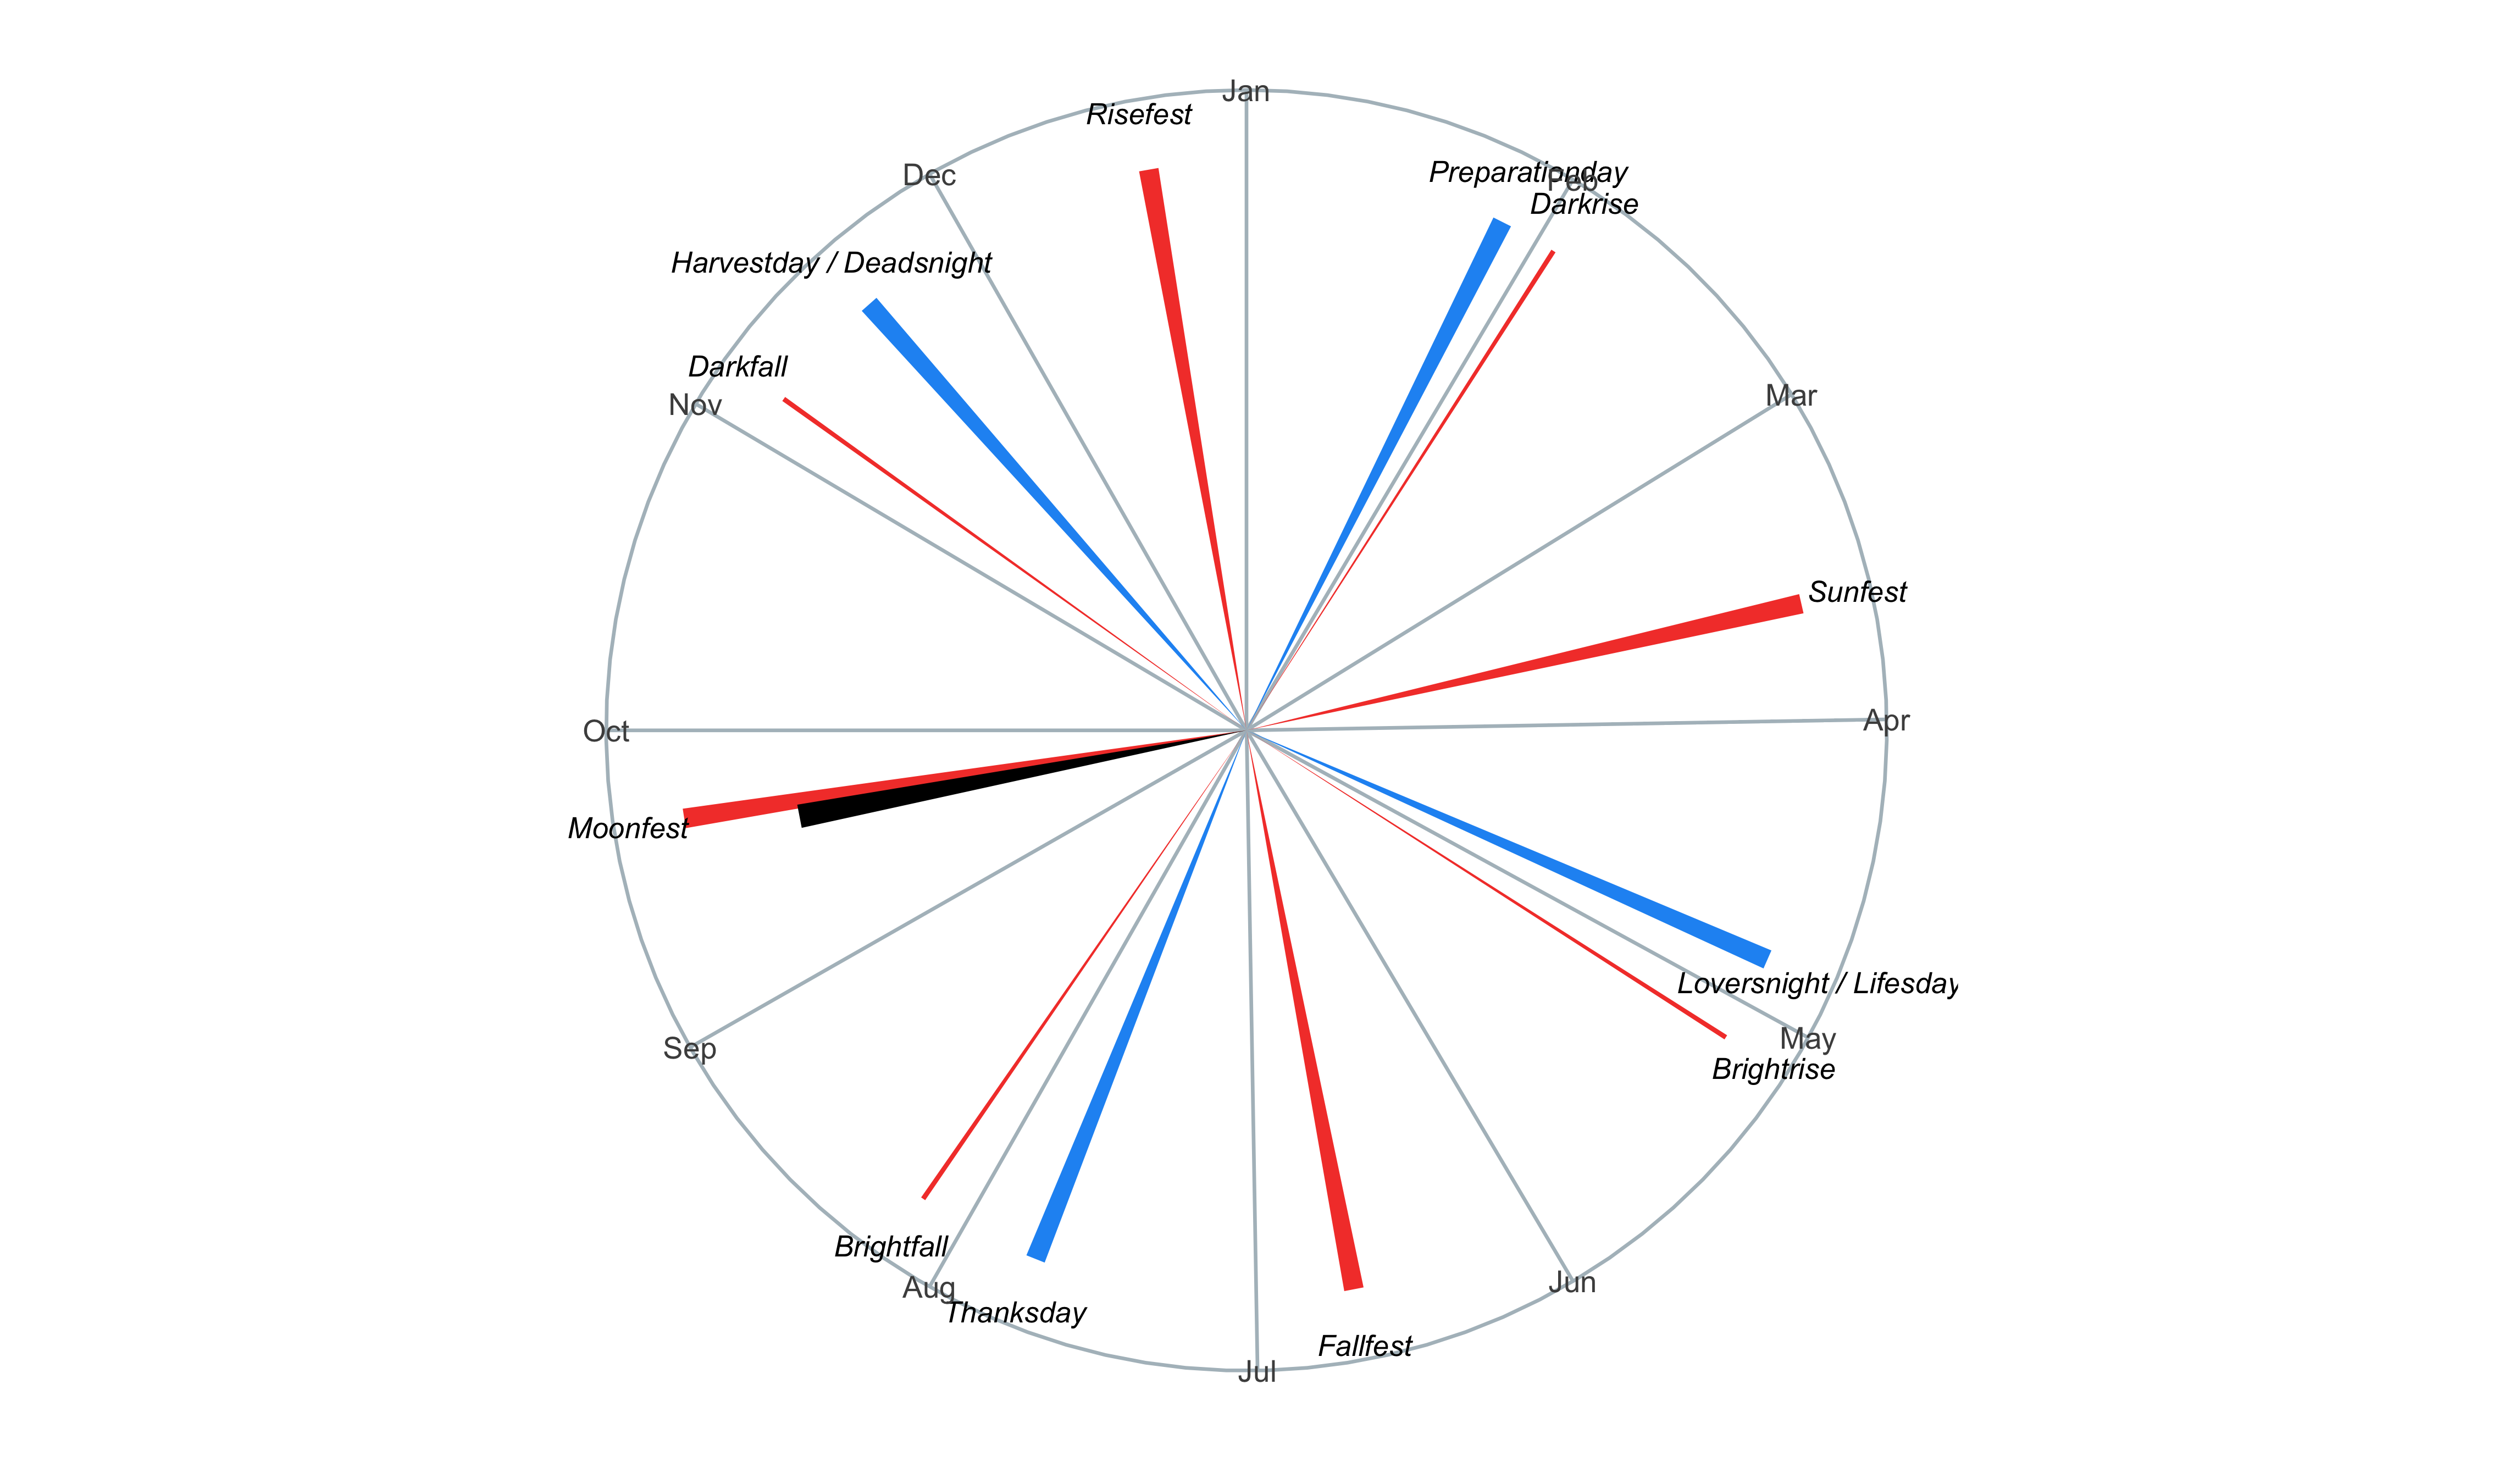 Jan
Risefest
Dec
Preparationday
Feb
Darkrise
Harvestday / Deadsnight
Darkfall
Nov
Mar
Sunfest
Oct
Apr
Moonfest
Loversnight / Lifesday
Sep
May
Brightrise
Brightfall
Aug
Thanksday
Jun
Fallfest
Jul